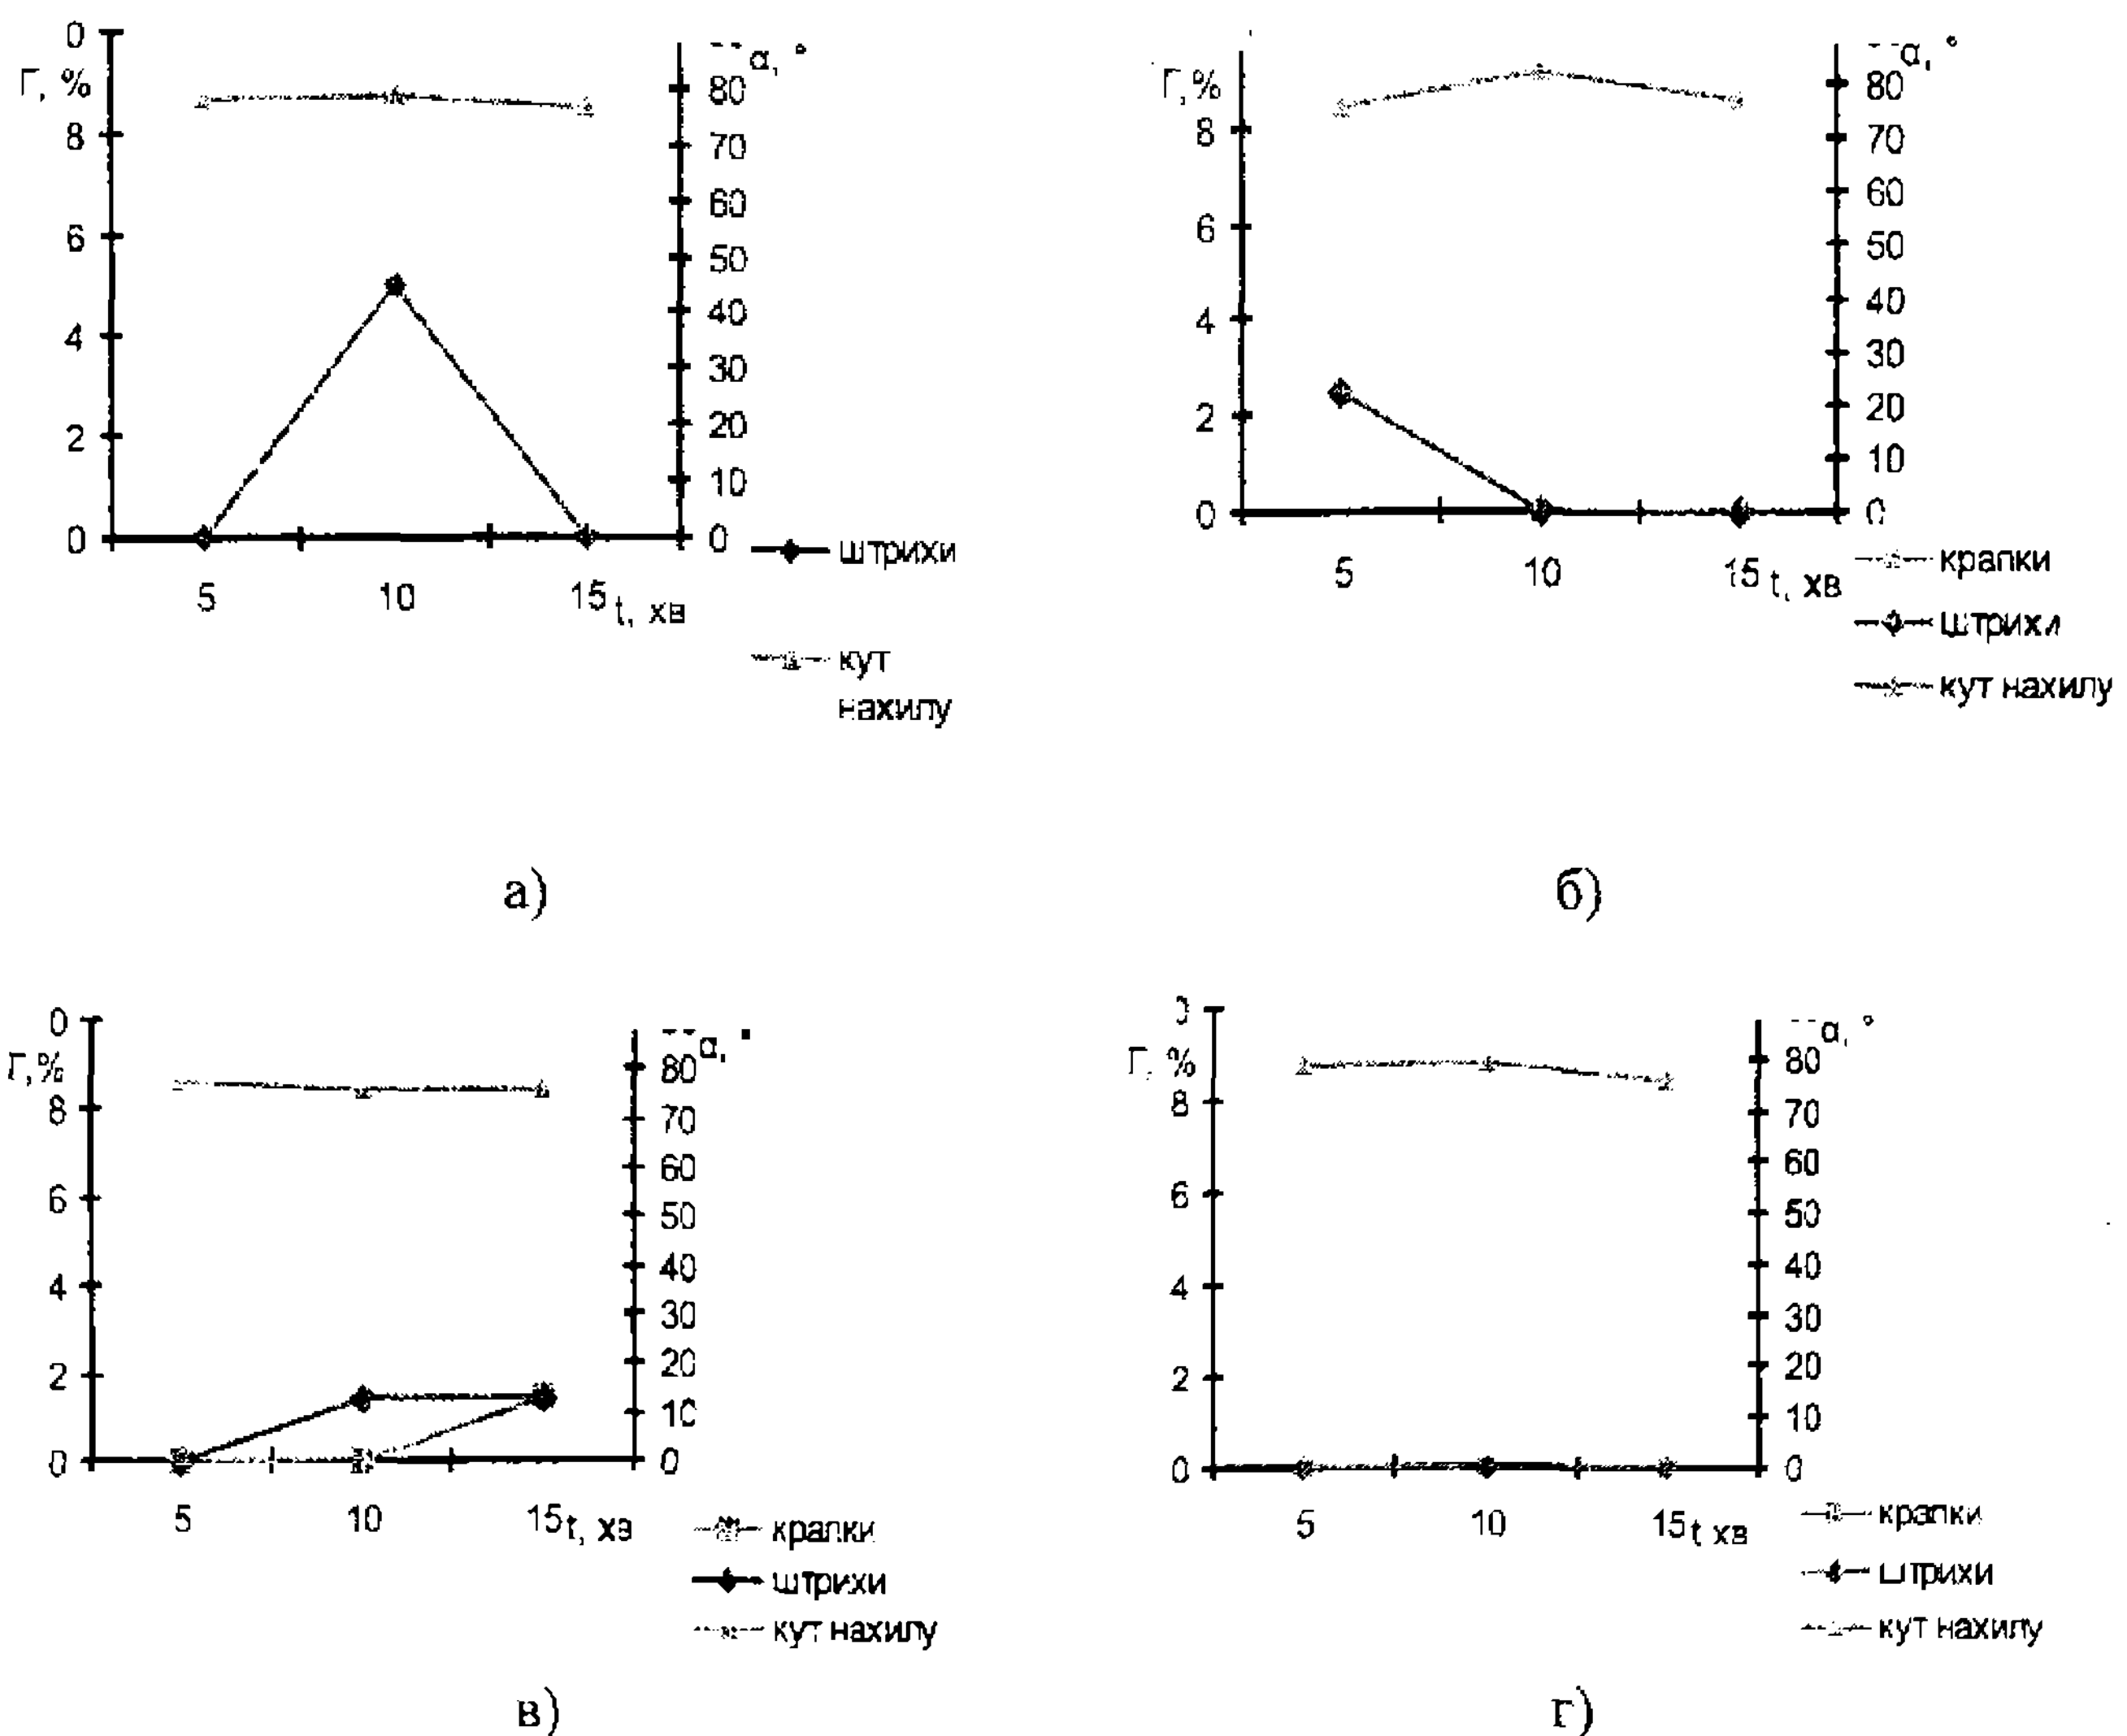 0
Г, %
8
6
4
2
0
α, °
80
70
60
50
40
30
20
10
0
5 10 15 t, хв
штрихи
кут
нахилу
а)
Г, %
8
6
4
2
0
α, °
80
70
60
50
40
30
20
10
0
5 10 15 t, хв
крапки
штрихи
кут нахилу
б)
0
Г, %
8
6
4
2
0
α, °
80
70
60
50
40
30
20
10
0
5 10 15 t, хв
крапки
штрихи
кут нахилу
в)
Г, %
8
6
4
2
0
α, °
80
70
60
50
40
30
20
10
0
5 10 15 t хв
крапки
штрихи
кут нахилу
г)